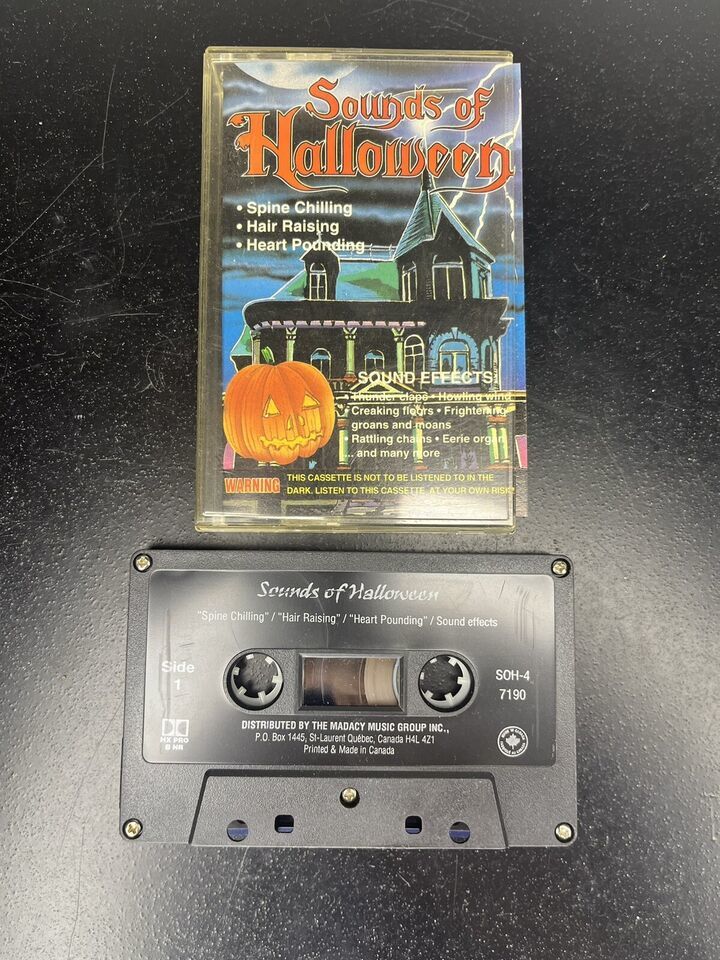 Sounds of
Halloween
• Spine Chilling
• Hair Raising
• Heart Pounding
SOUND EFFECTS
• Thunder claps • Howling wind
• Creaking floors • Frightening
groans and moans
• Rattling chains • Eerie organ
... and many more
WARNING
THIS CASSETTE IS NOT TO BE LISTENED TO IN THE
DARK. LISTEN TO THIS CASSETTE AT YOUR OWN RISK!
Sounds of Halloween
"Spine Chilling" / "Hair Raising" / "Heart Pounding" / Sound effects
Side
1
SOH-4
7190
HX PRO
B NR
DISTRIBUTED BY THE MADACY MUSIC GROUP INC.,
P.O. Box 1445, St-Laurent Québec, Canada H4L 4Z1
Printed & Made in Canada